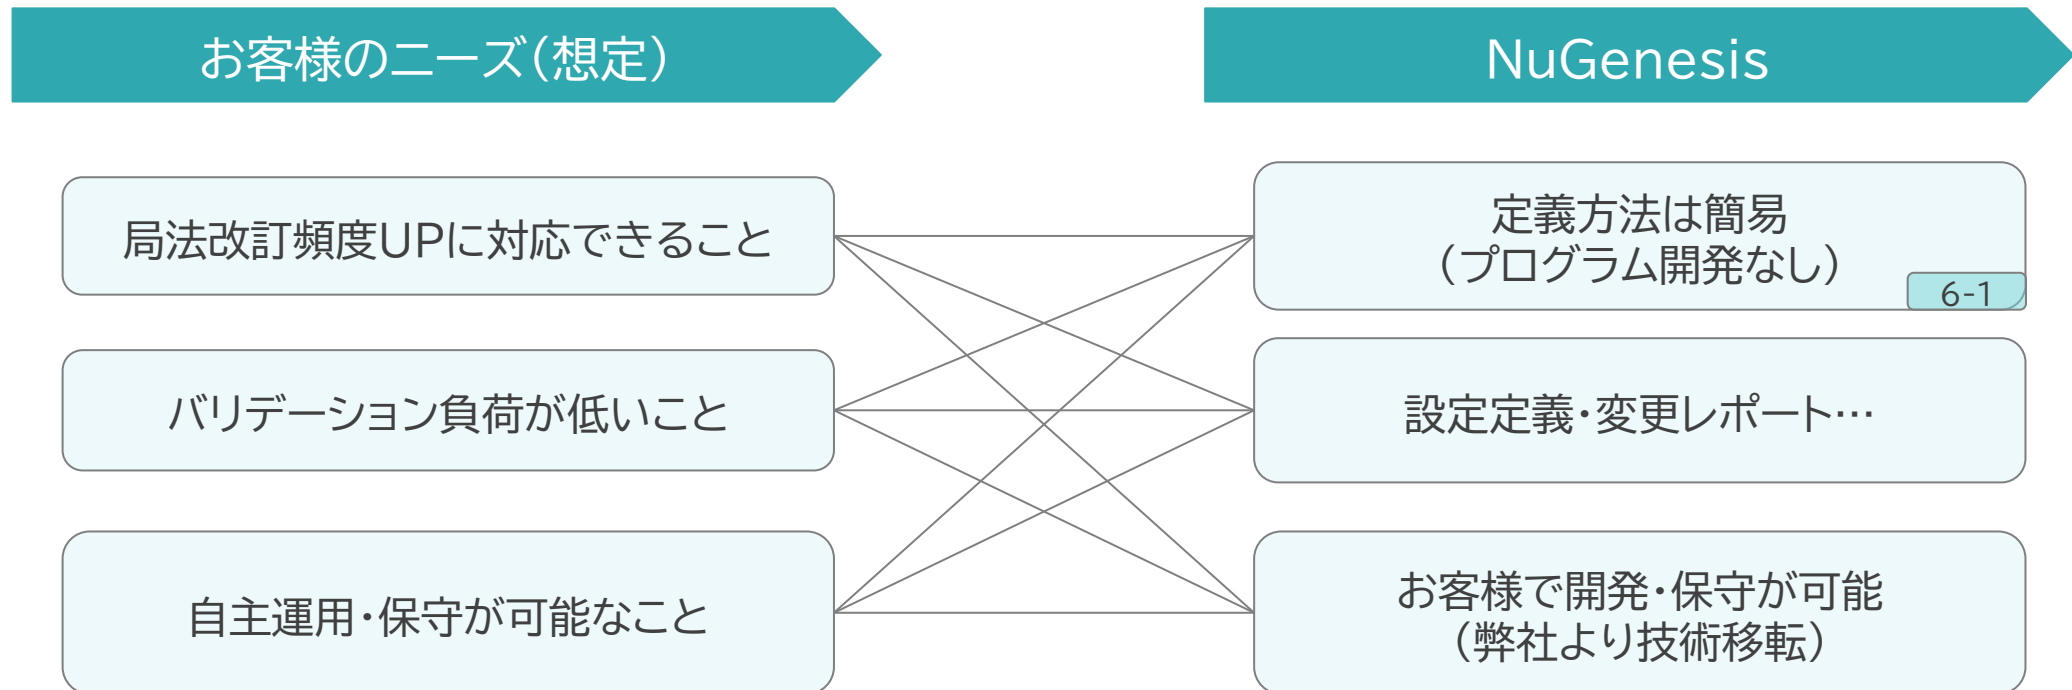 お客様のニーズ（想定）
NuGenesis
局法改訂頻度UPに対応できること
定義方法は簡易
（プログラム開発なし）
6-1
バリデーション負荷が低いこと
設定定義・変更レポート…
自主運用・保守が可能なこと
お客様で開発・保守が可能
（弊社より技術移転）